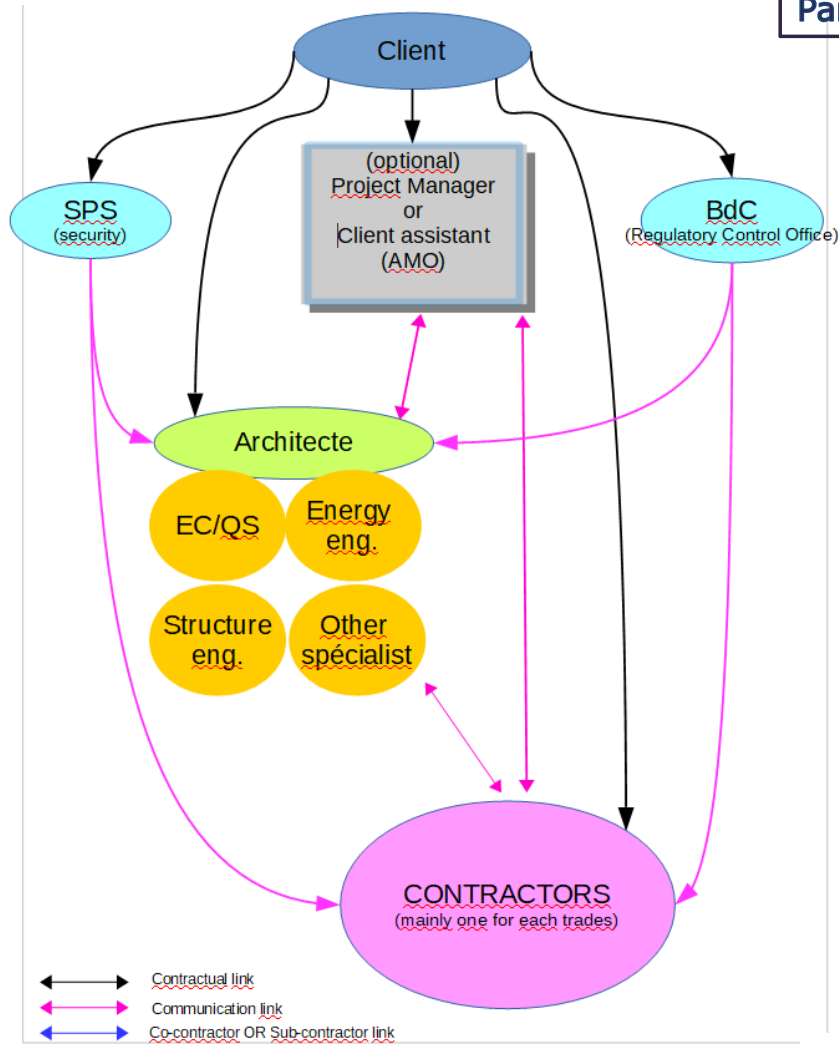 Client
(optional)
Project Manager
or
Client assistant
(AMO)
SPS
(security)
BdC
(Regulatory Control Office)
Architecte
EC/QS
Energy
eng.
Structure
eng.
Other
spécialist
CONTRACTORS
(mainly one for each trades)
Contractual link
Communication link
Co-contractor OR Sub-contractor link